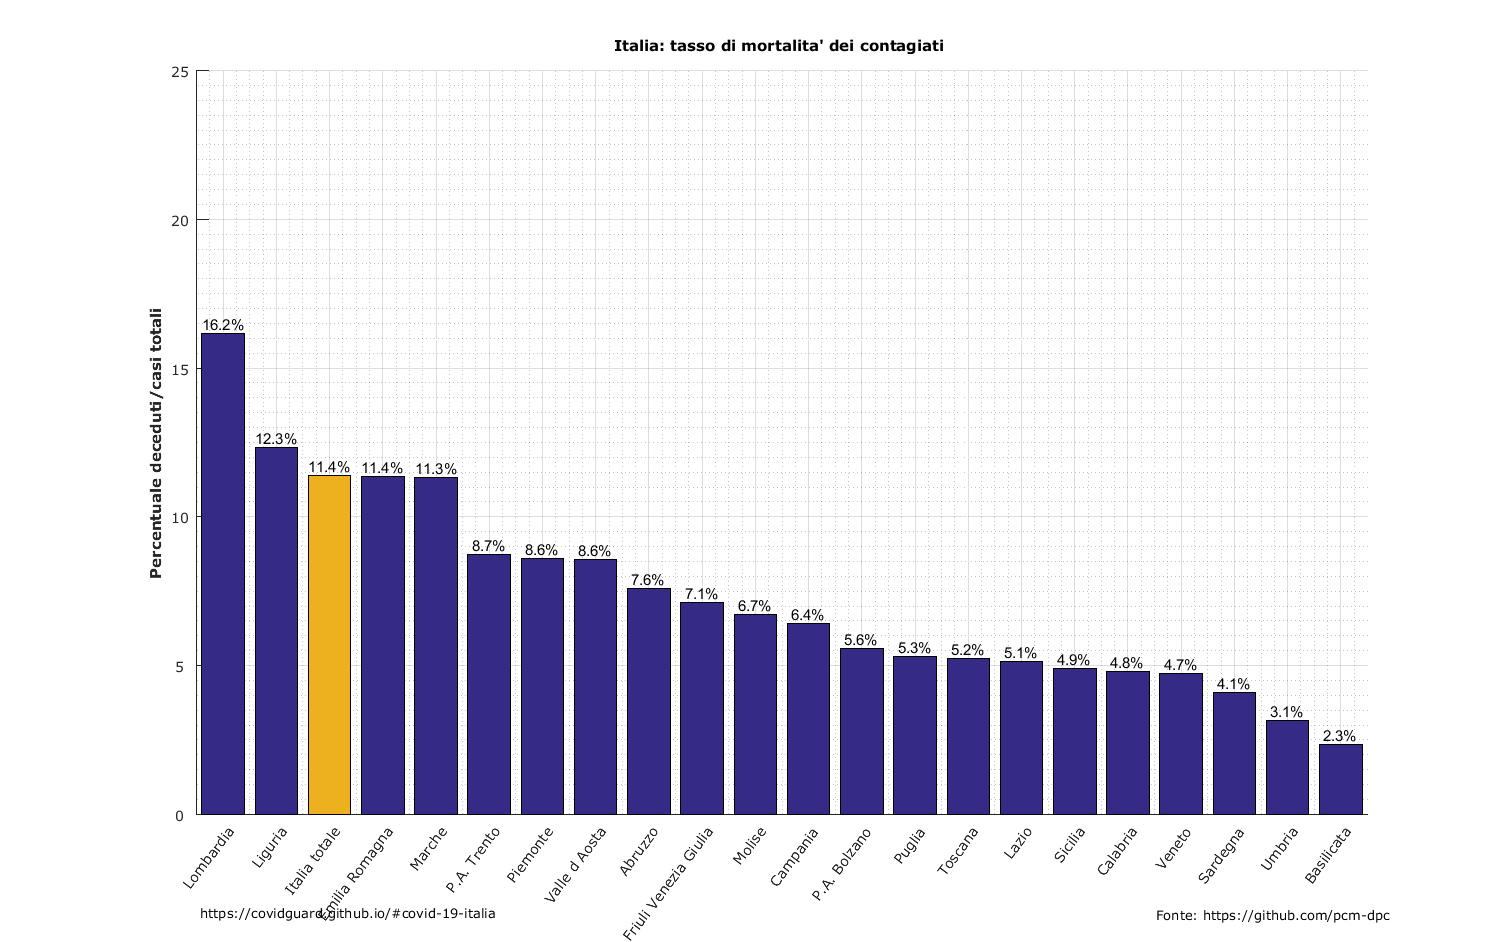 Italia: tasso di mortalita' dei contagiati
Percentuale deceduti/casi totali
25
20
15
10
5
0
16.2%
12.3%
11.4%
11.4%
11.3%
8.7%
8.6%
8.6%
7.6%
7.1%
6.7%
6.4%
5.6%
5.3%
5.2%
5.1%
4.9%
4.8%
4.7%
4.1%
3.1%
2.3%
Lombardia
Liguria
Italia totale
Emilia Romagna
Marche
P.A. Trento
Piemonte
Valle d Aosta
Abruzzo
Friuli Venezia Giulia
Molise
Campania
P.A. Bolzano
Puglia
Toscana
Lazio
Sicilia
Calabria
Veneto
Sardegna
Umbria
Basilicata
https://covidguard.github.io/#covid-19-italia
Fonte: https://github.com/pcm-dpc